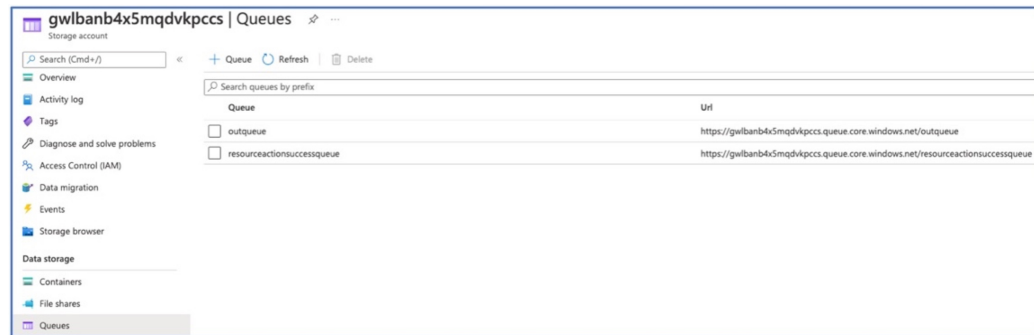 gwlbanb4x5mqdvkpccs | Queues
Storage account
Search (Cmd+/)
Overview
Activity log
Tags
Diagnose and solve problems
Access Control (IAM)
Data migration
Events
Storage browser
Data storage
Containers
File shares
Queues
+ Queue Refresh Delete
Search queues by prefix
Queue Url
outqueue https://gwlbanb4x5mqdvkpccs.queue.core.windows.net/outqueue
resourceactionsuccessqueue https://gwlbanb4x5mqdvkpccs.queue.core.windows.net/resourceactionsuccessqueue